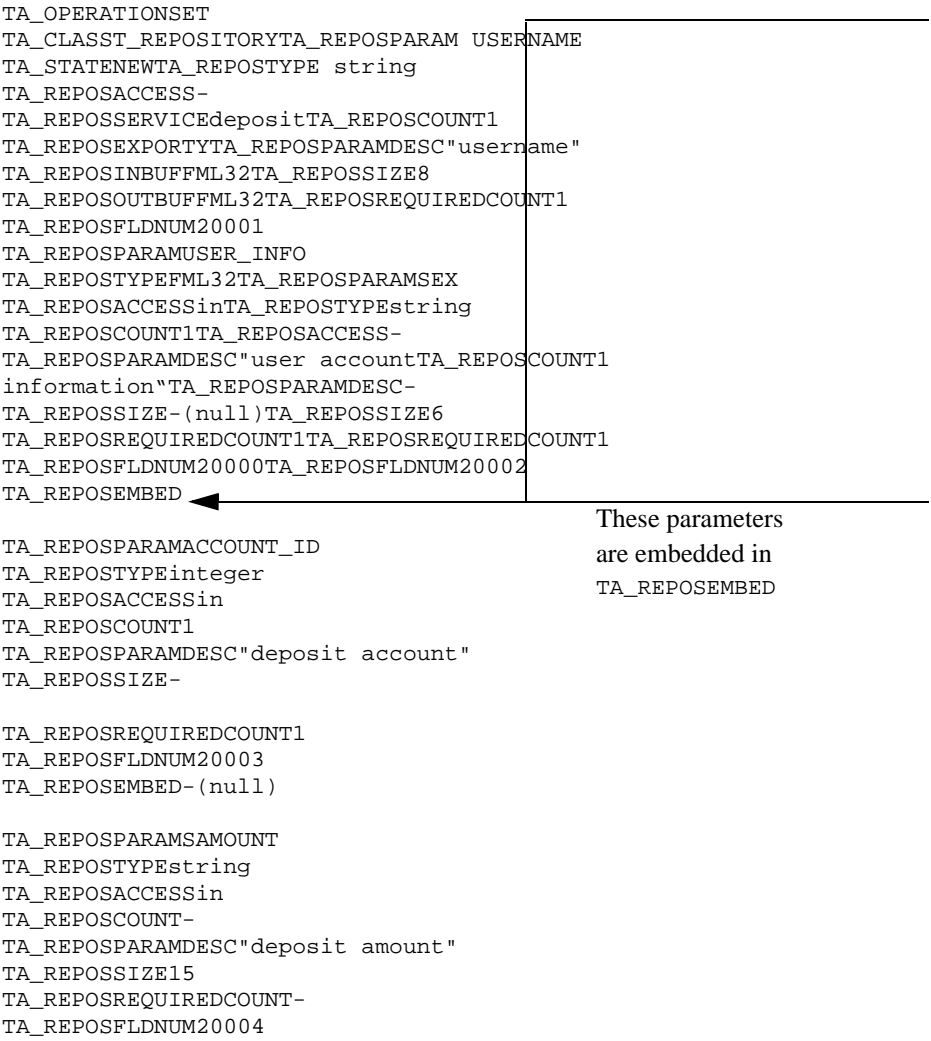 TA_OPERATIONSET
TA_CLASST_REPOSITORYTA_REPOSPARAM USERNAME
TA_STATENEWTA_REPOSTYPE string
TA_REPOSACCESS-
TA_REPOSSERVICEdepositTA_REPOSCOUNT1
TA_REPOSEXPORTYTA_REPOSPARAMDESC"username"
TA_REPOSINBUFFML32TA_REPOSSIZE8
TA_REPOSOUTBUFFML32TA_REPOSREQUIREDCOUNT1
TA_REPOSFLDNUM20001
TA_REPOSPARAMUSER_INFO
TA_REPOSTYPEFML32TA_REPOSPARAMSEX
TA_REPOSACCESSinTA_REPOSTYPEstring
TA_REPOSCOUNT1TA_REPOSACCESS-
TA_REPOSPARAMDESC"user accountTA_REPOSCOUNT1
information“TA_REPOSPARAMDESC-
TA_REPOSSIZE-(null)TA_REPOSSIZE6
TA_REPOSREQUIREDCOUNT1TA_REPOSREQUIREDCOUNT1
TA_REPOSFLDNUM20000TA_REPOSFLDNUM20002
TA_REPOSEMBED
These parameters
are embedded in
TA_REPOSEMBED
TA_REPOSPARAMACCOUNT_ID
TA_REPOSTYPEinteger
TA_REPOSACCESSin
TA_REPOSCOUNT1
TA_REPOSPARAMDESC"deposit account"
TA_REPOSSIZE-
TA_REPOSREQUIREDCOUNT1
TA_REPOSFLDNUM20003
TA_REPOSEMBED-(null)
TA_REPOSPARAMSAMOUNT
TA_REPOSTYPEstring
TA_REPOSACCESSin
TA_REPOSCOUNT-
TA_REPOSPARAMDESC"deposit amount"
TA_REPOSSIZE15
TA_REPOSREQUIREDCOUNT-
TA_REPOSFLDNUM20004